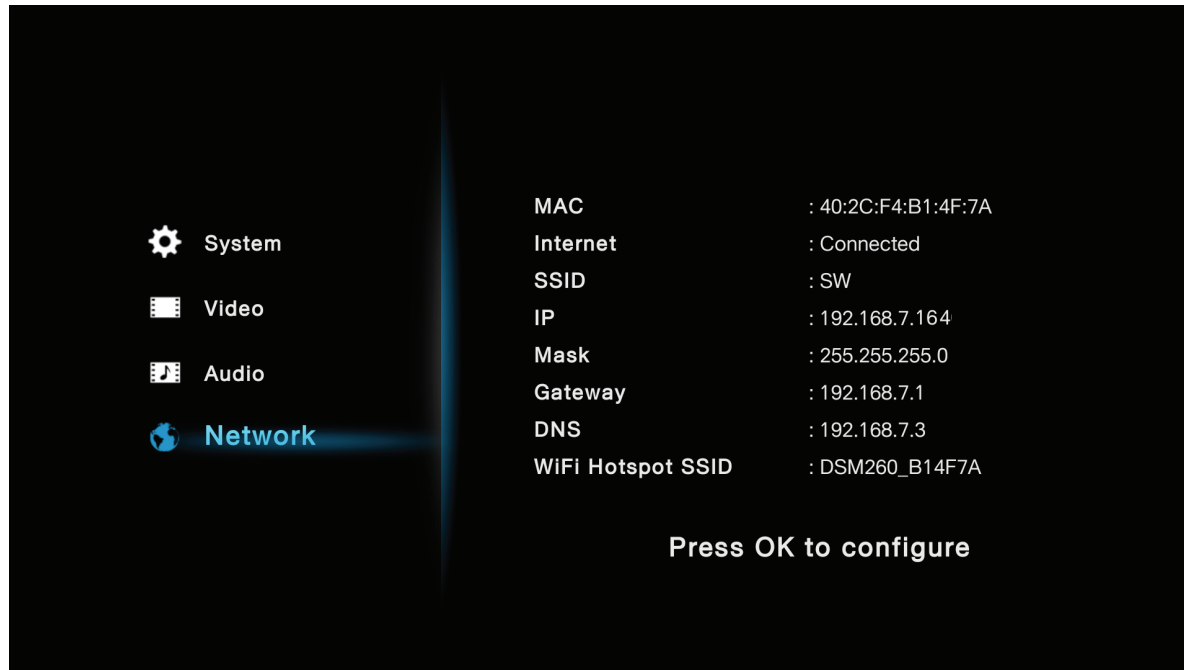 System
Video
Audio
Network
MAC : 40:2C:F4:B1:4F:7A
Internet : Connected
SSID : SW
IP : 192.168.7.164
Mask : 255.255.255.0
Gateway : 192.168.7.1
DNS : 192.168.7.3
WiFi Hotspot SSID : DSM260_B14F7A
Press OK to configure